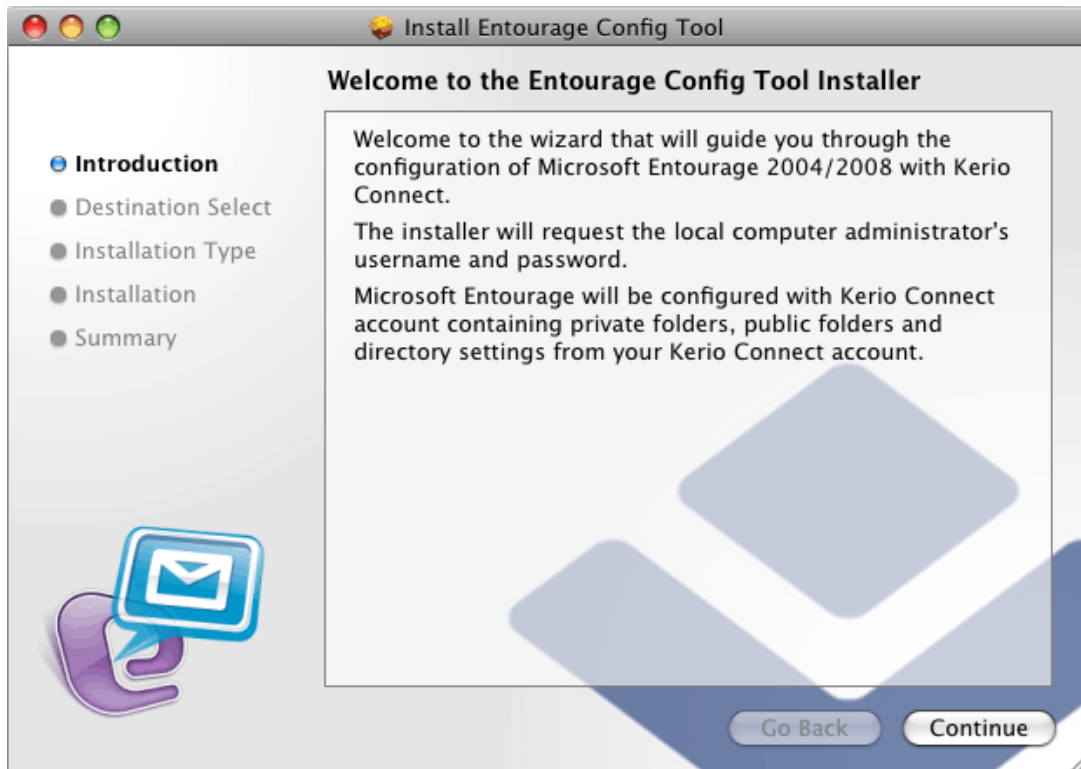 Install Entourage Config Tool
Welcome to the Entourage Config Tool Installer
Introduction
Destination Select
Installation Type
Installation
Summary
Welcome to the wizard that will guide you through the
configuration of Microsoft Entourage 2004/2008 with Kerio
Connect.
The installer will request the local computer administrator's
username and password.
Microsoft Entourage will be configured with Kerio Connect
account containing private folders, public folders and
directory settings from your Kerio Connect account.
Go Back
Continue